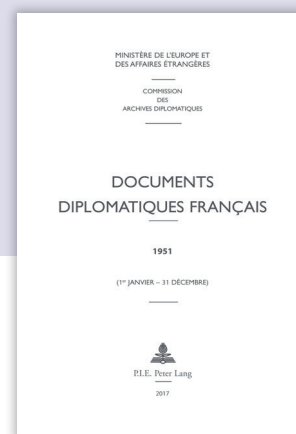 MINISTÈRE DE L'EUROPE ET
DES AFFAIRES ÉTRANGÈRES
COMMISSION
DES
ARCHIVES DIPLOMATIQUES
DOCUMENTS
DIPLOMATIQUES FRANÇAIS
1951
(1er JANVIER – 31 DÉCEMBRE)
P.I.E. Peter Lang
2017